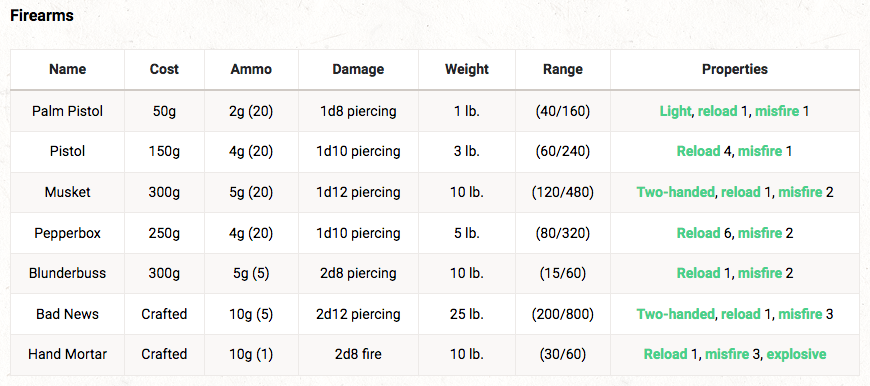 Firearms
Name Cost Ammo Damage Weight Range Properties
Palm Pistol 50g 2g (20) 1d8 piercing 1 lb. (40/160) Light, reload 1, misfire 1
Pistol 150g 4g (20) 1d10 piercing 3 lb. (60/240) Reload 4, misfire 1
Musket 300g 5g (20) 1d12 piercing 10 lb. (120/480) Two-handed, reload 1, misfire 2
Pepperbox 250g 4g (20) 1d10 piercing 5 lb. (80/320) Reload 6, misfire 2
Blunderbuss 300g 5g (5) 2d8 piercing 10 lb. (15/60) Reload 1, misfire 2
Bad News Crafted 10g (5) 2d12 piercing 25 lb. (200/800) Two-handed, reload 1, misfire 3
Hand Mortar Crafted 10g (1) 2d8 fire 10 lb. (30/60) Reload 1, misfire 3, explosive